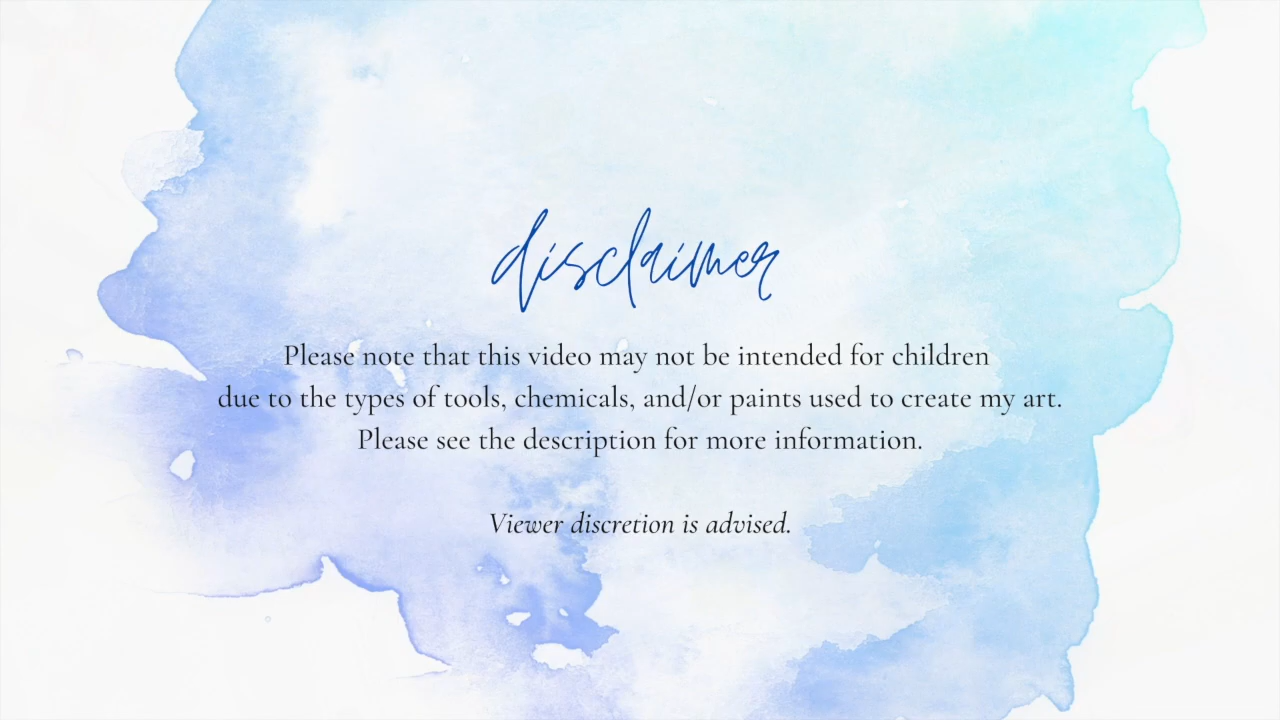 disclaimer
Please note that this video may not be intended for children
due to the types of tools, chemicals, and/or paints used to create my art.
Please see the description for more information.
Viewer discretion is advised.